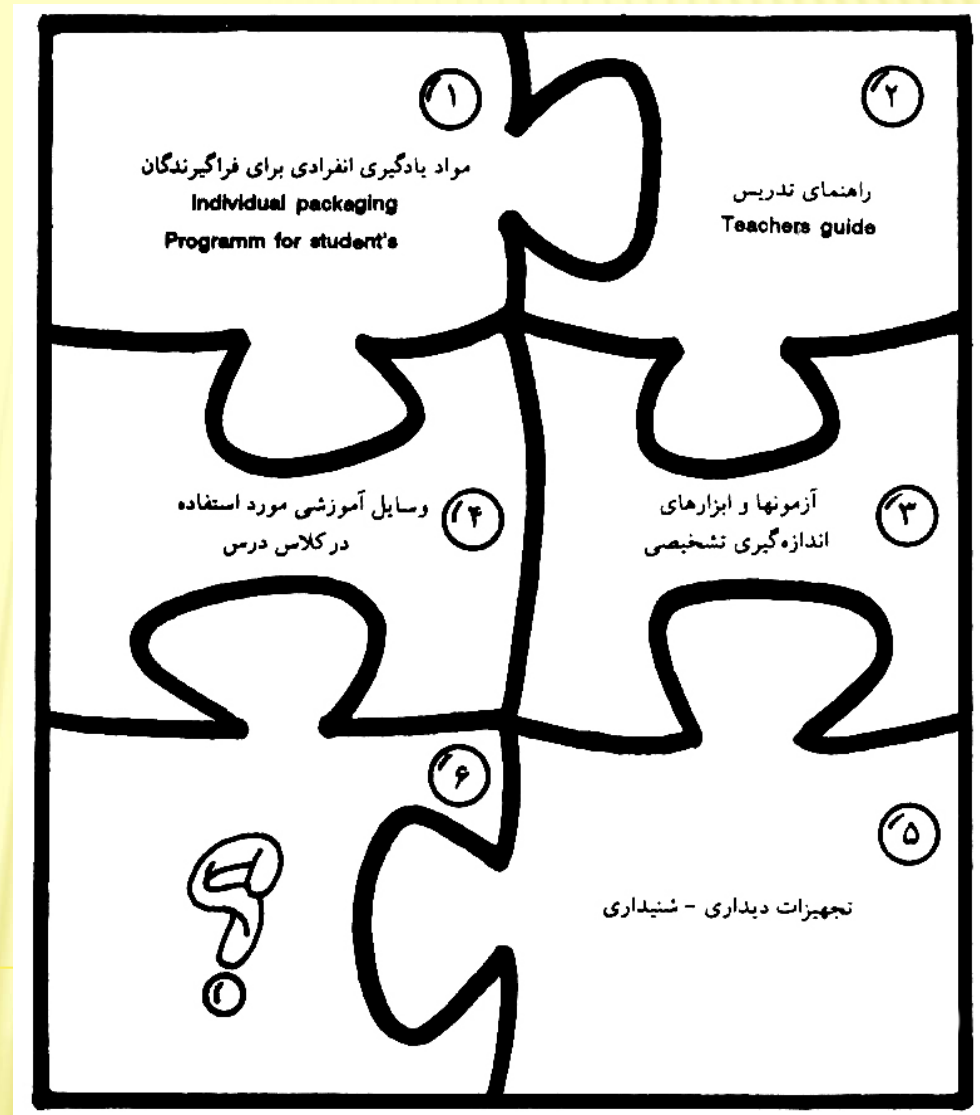 ۱
مواد یادگیری انفرادی برای فراگیرندگان
Individual packaging
Programm for student's
۲
راهنمای تدریس
Teachers guide
۳
آزمونها و ابزارهای
اندازه‌گیری تشخیصی
۴
وسایل آموزشی مورد استفاده
در کلاس درس
۵
تجهیزات دیداری - شنیداری
۶
؟